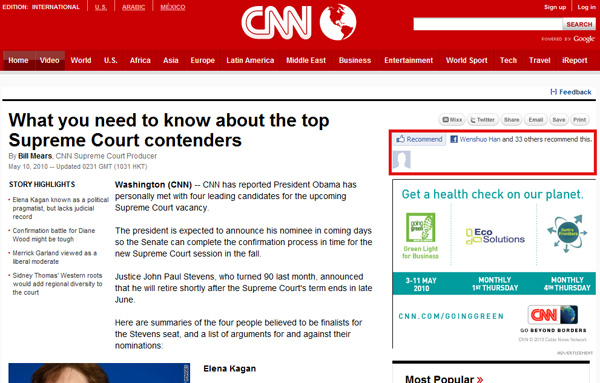 EDITION: INTERNATIONAL U.S. ARABIC MÉXICO
CNN
Sign up Log in
SEARCH
POWERED BY Google
Home Video World U.S. Africa Asia Europe Latin America Middle East Business Entertainment World Sport Tech Travel iReport
Feedback
What you need to know about the top
Supreme Court contenders
By Bill Mears, CNN Supreme Court Producer
May 10, 2010 -- Updated 0231 GMT (1031 HKT)
Mixx Twitter Share Email Save Print
Recommend Wenshuo Han and 33 others recommend this.
STORY HIGHLIGHTS
Elena Kagan known as a political
pragmatist, but lacks judicial
record
Confirmation battle for Diane
Wood might be tough
Merrick Garland viewed as a
liberal moderate
Sidney Thomas' Western roots
would add regional diversity to
the court
Washington (CNN) -- CNN has reported President Obama has
personally met with four leading candidates for the upcoming
Supreme Court vacancy.
The president is expected to announce his nominee in coming days
so the Senate can complete the confirmation process in time for the
new Supreme Court session in the fall.
Justice John Paul Stevens, who turned 90 last month, announced
that he will retire shortly after the Supreme Court's term ends in late
June.
Here are summaries of the four people believed to be finalists for
the Stevens seat, and a list of arguments for and against their
nominations:
Elena Kagan
Get a health check on our planet.
going green
Green Light
for Business
Eco
Solutions
Earth's
Frontiers
3-11 MAY
2010
MONTHLY
1ST THURSDAY
MONTHLY
4TH THURSDAY
CNN.COM/GOINGGREEN
CNN
GO BEYOND BORDERS
© 2010 Cable News Network
ADVERTISEMENT
Most Popular »